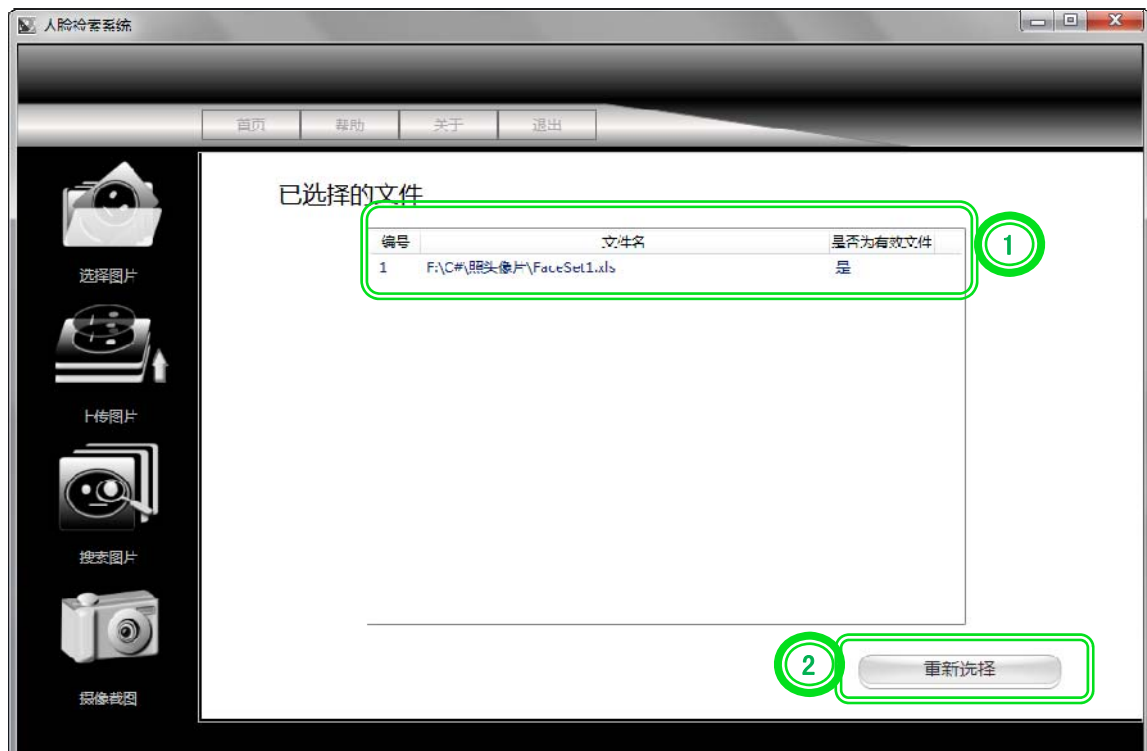 人脸检索系统
首页 帮助 关于 退出
已选择的文件
编号 文件名 是否为有效文件
1 F:\C#\照头像片\FaceSet1.xls 是
1
选择图片
上传图片
搜索图片
摄像截图
2
重新选择